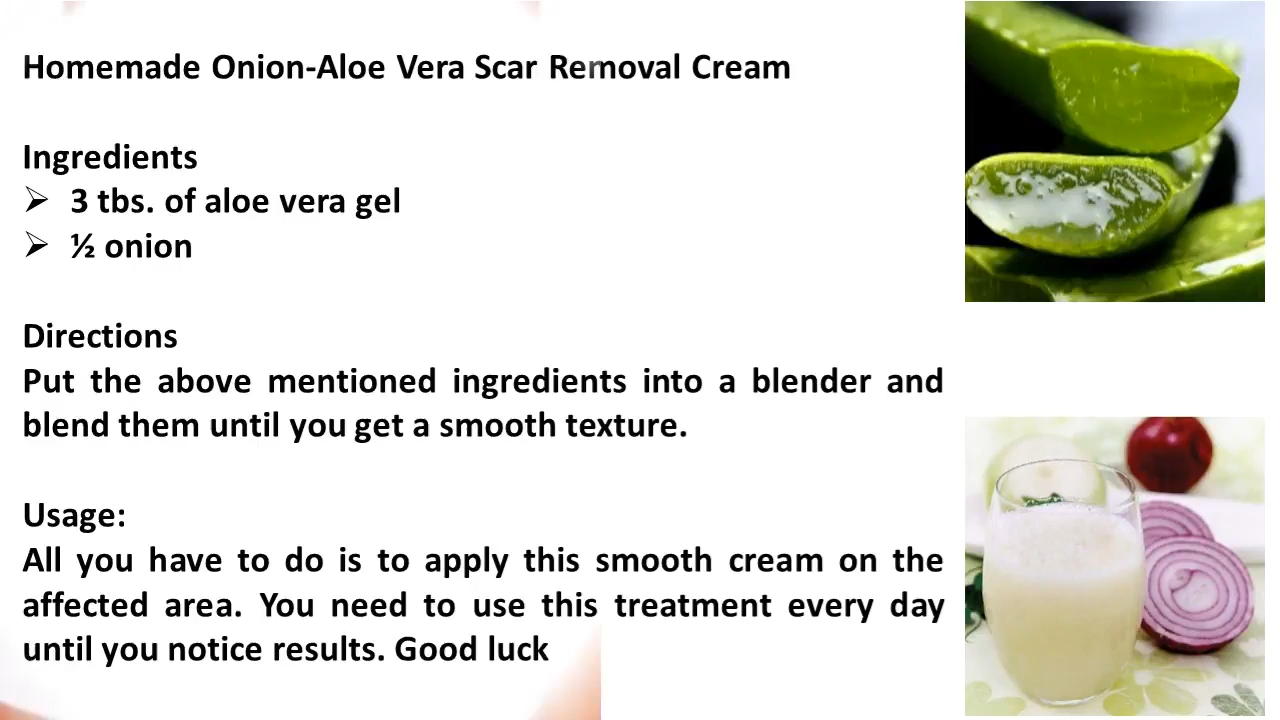 Homemade Onion-Aloe Vera Scar Removal Cream
Ingredients
➢ 3 tbs. of aloe vera gel
➢ ½ onion
Directions
Put the above mentioned ingredients into a blender and
blend them until you get a smooth texture.
Usage:
All you have to do is to apply this smooth cream on the
affected area. You need to use this treatment every day
until you notice results. Good luck